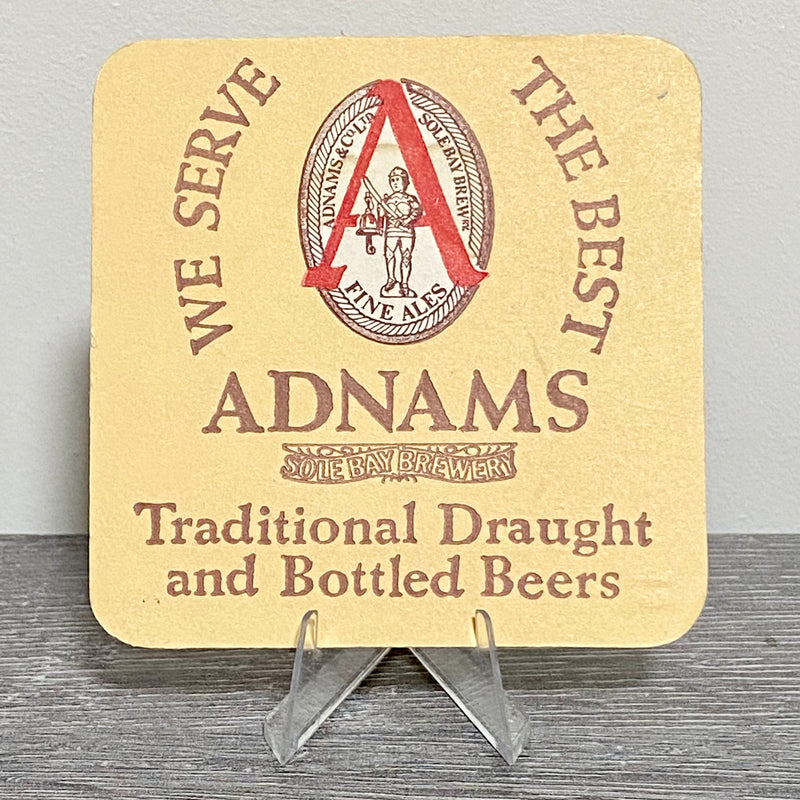 WE SERVE
THE BEST
ADNAMS & CO LTD
SOLE BAY BREWRY
FINE ALES
A
ADNAMS
SOLE BAY BREWERY
Traditional Draught
and Bottled Beers